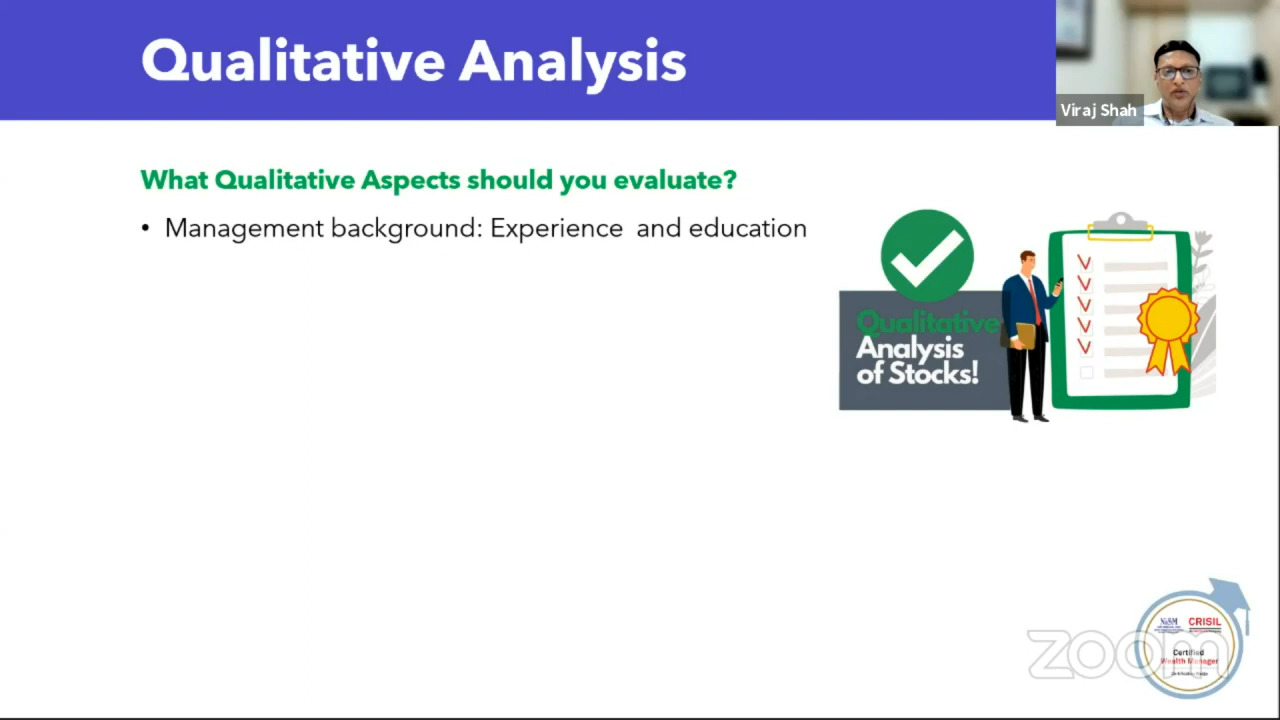 Qualitative Analysis
Viraj Shah
What Qualitative Aspects should you evaluate?
• Management background: Experience and education
Qualitative
Analysis
of Stocks!
CRISIL
zoom
Certified
Wealth Manager